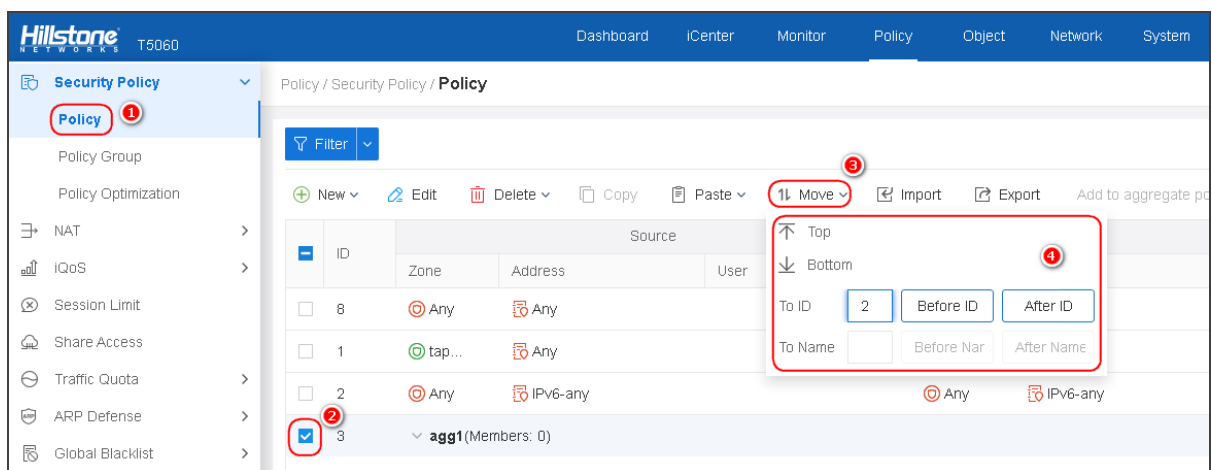 Hillstone
NETWORKS
T5060
Dashboard iCenter Monitor Policy Object Network System
Security Policy
Policy 1
Policy Group
Policy Optimization
NAT
iQoS
Session Limit
Share Access
Traffic Quota
ARP Defense
Global Blacklist
Policy / Security Policy / Policy
Filter
3
New Edit Delete Copy Paste Move Import Export Add to aggregate po
ID Source
Zone Address User
8 Any Any
1 tap... Any
2 Any IPv6-any Any IPv6-any
2
3 agg1(Members: 0)
Top
Bottom
4
To ID 2 Before ID After ID
To Name Before Nar After Name